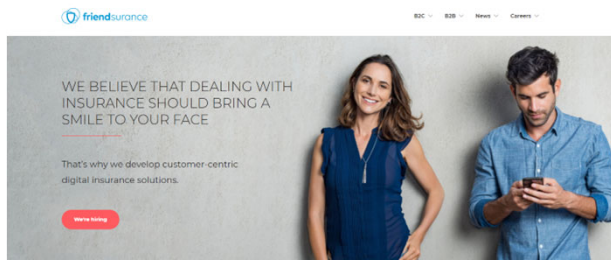 friendsurance
B2C
B2B
News
Careers
WE BELIEVE THAT DEALING WITH
INSURANCE SHOULD BRING A
SMILE TO YOUR FACE
That's why we develop customer-centric
digital insurance solutions.
We're hiring